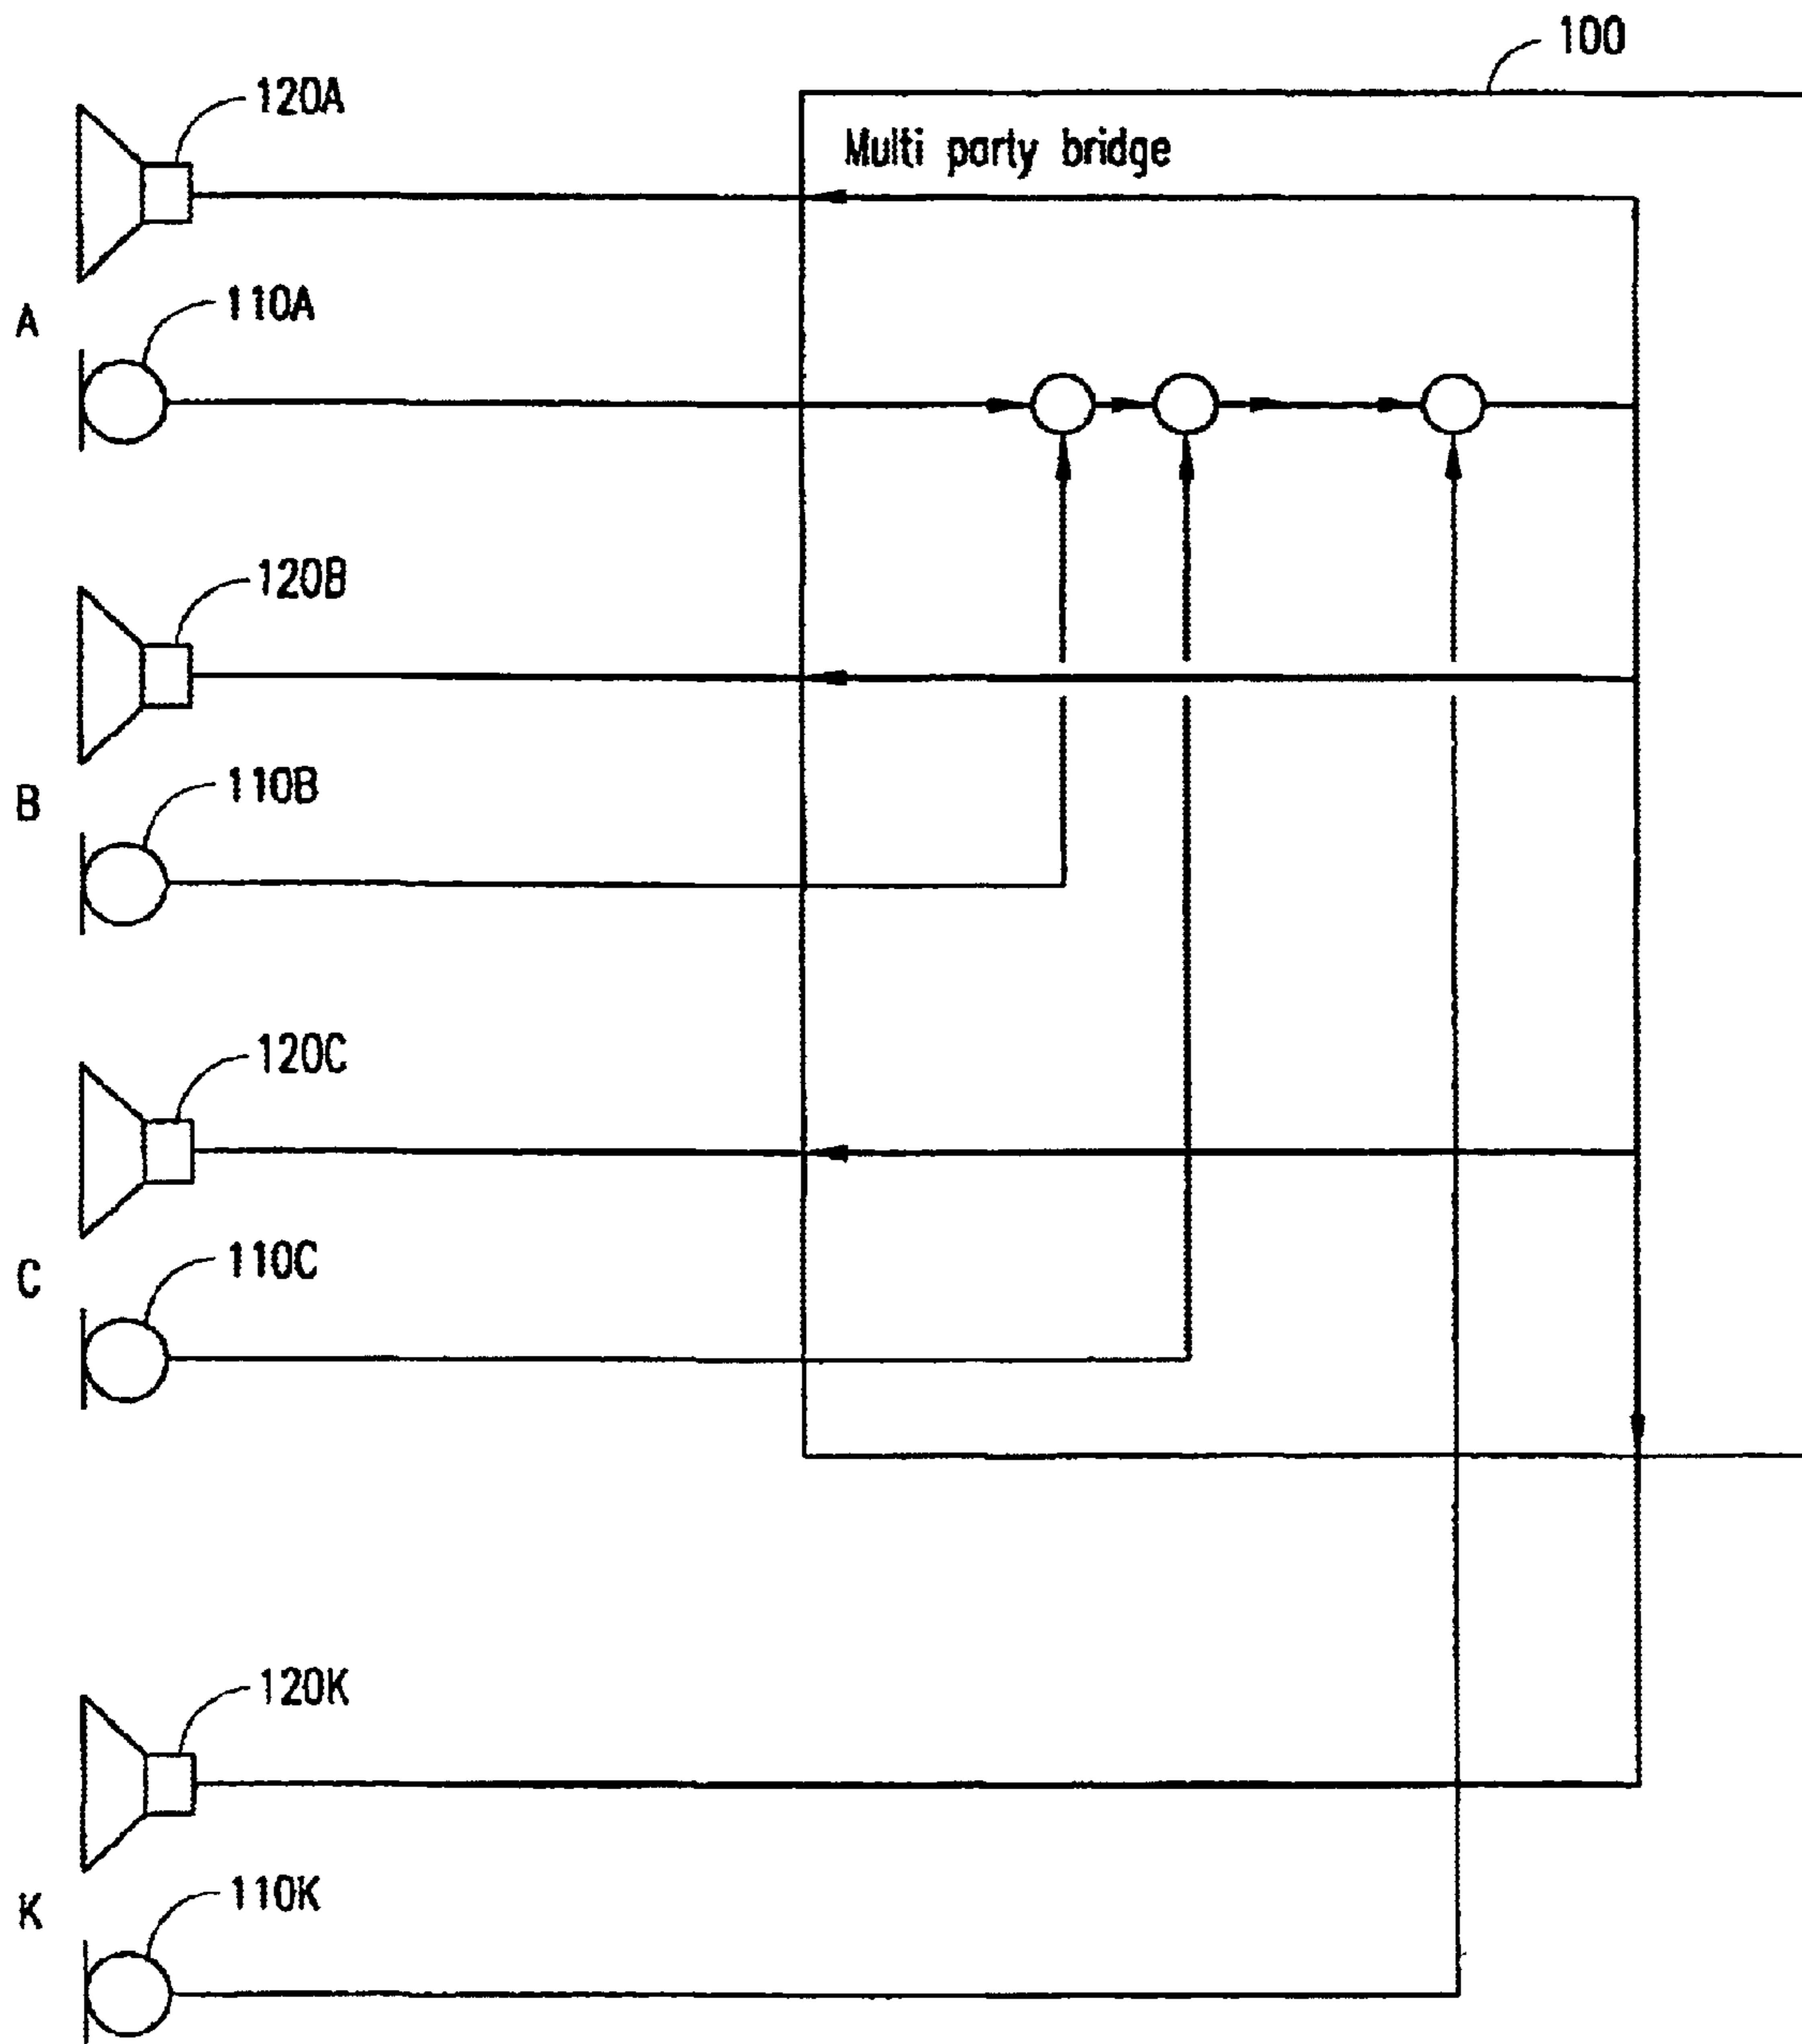 100
120A
Multi party bridge
110A
A
120B
110B
B
120C
110C
C
120K
110K
K